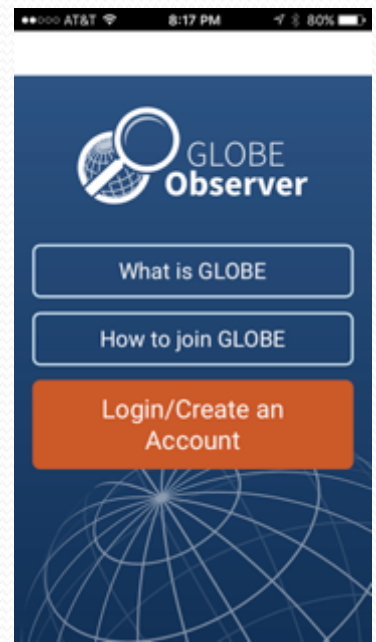 AT&T 8:17 PM 80%
GLOBE
Observer
What is GLOBE
How to join GLOBE
Login/Create an
Account